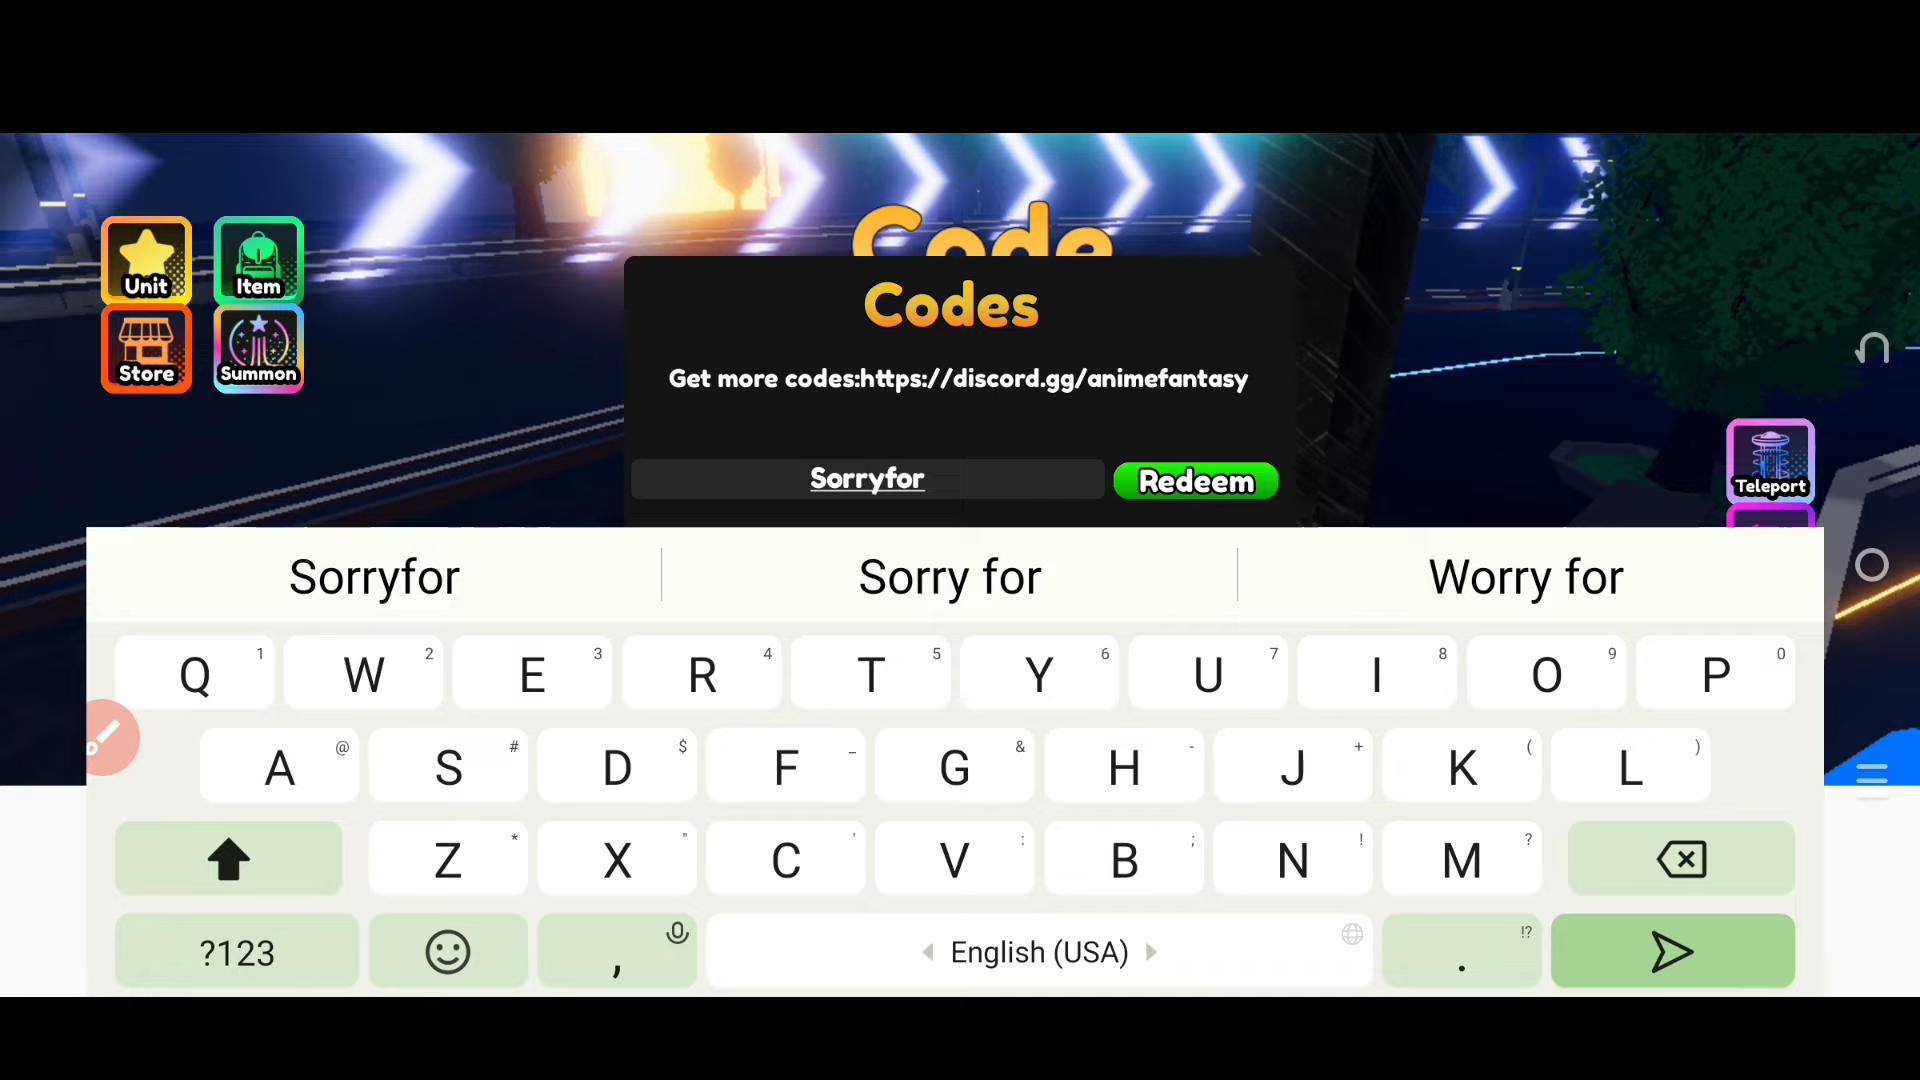 Code
Codes
Unit
Item
Store
Summon
Get more codes:https://discord.gg/animefantasy
Sorryfor
Redeem
Teleport
Sorryfor
Sorry for
Worry for
Q 1 W 2 E 3 R 4 T 5 Y 6 U 7 I 8 O 9 P 0
A @ S # D $ F _ G & H - J + K ( L )
Z * X " C ' V : B ; N ! M ?
?123 , English (USA) . !?